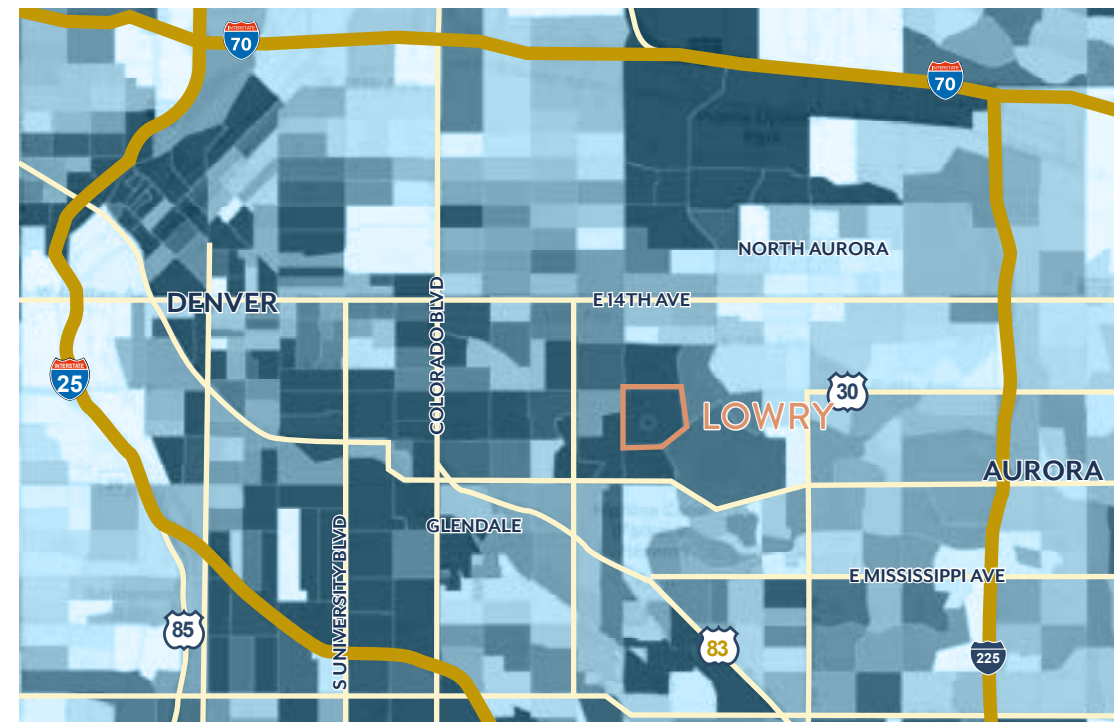 INTERSTATE
70
INTERSTATE
70
NORTH AURORA
DENVER
E 14TH AVE
COLORADO BLVD
INTERSTATE
25
30
LOWRY
AURORA
GLENDALE
S UNIVERSITY BLVD
E MISSISSIPPI AVE
85
83
225